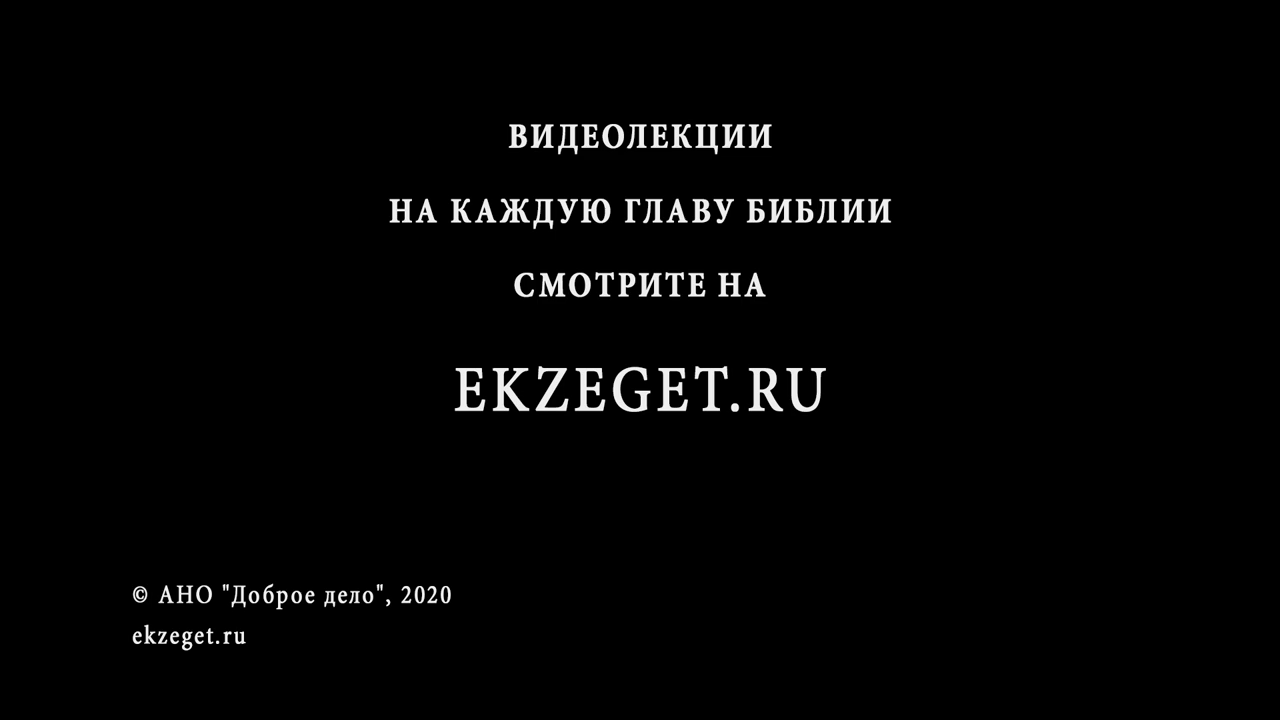 ВИДЕОЛЕКЦИИ
НА КАЖДУЮ ГЛАВУ БИБЛИИ
СМОТРИТЕ НА
EKZEGET.RU
© АНО "Доброе дело", 2020
ekzeget.ru